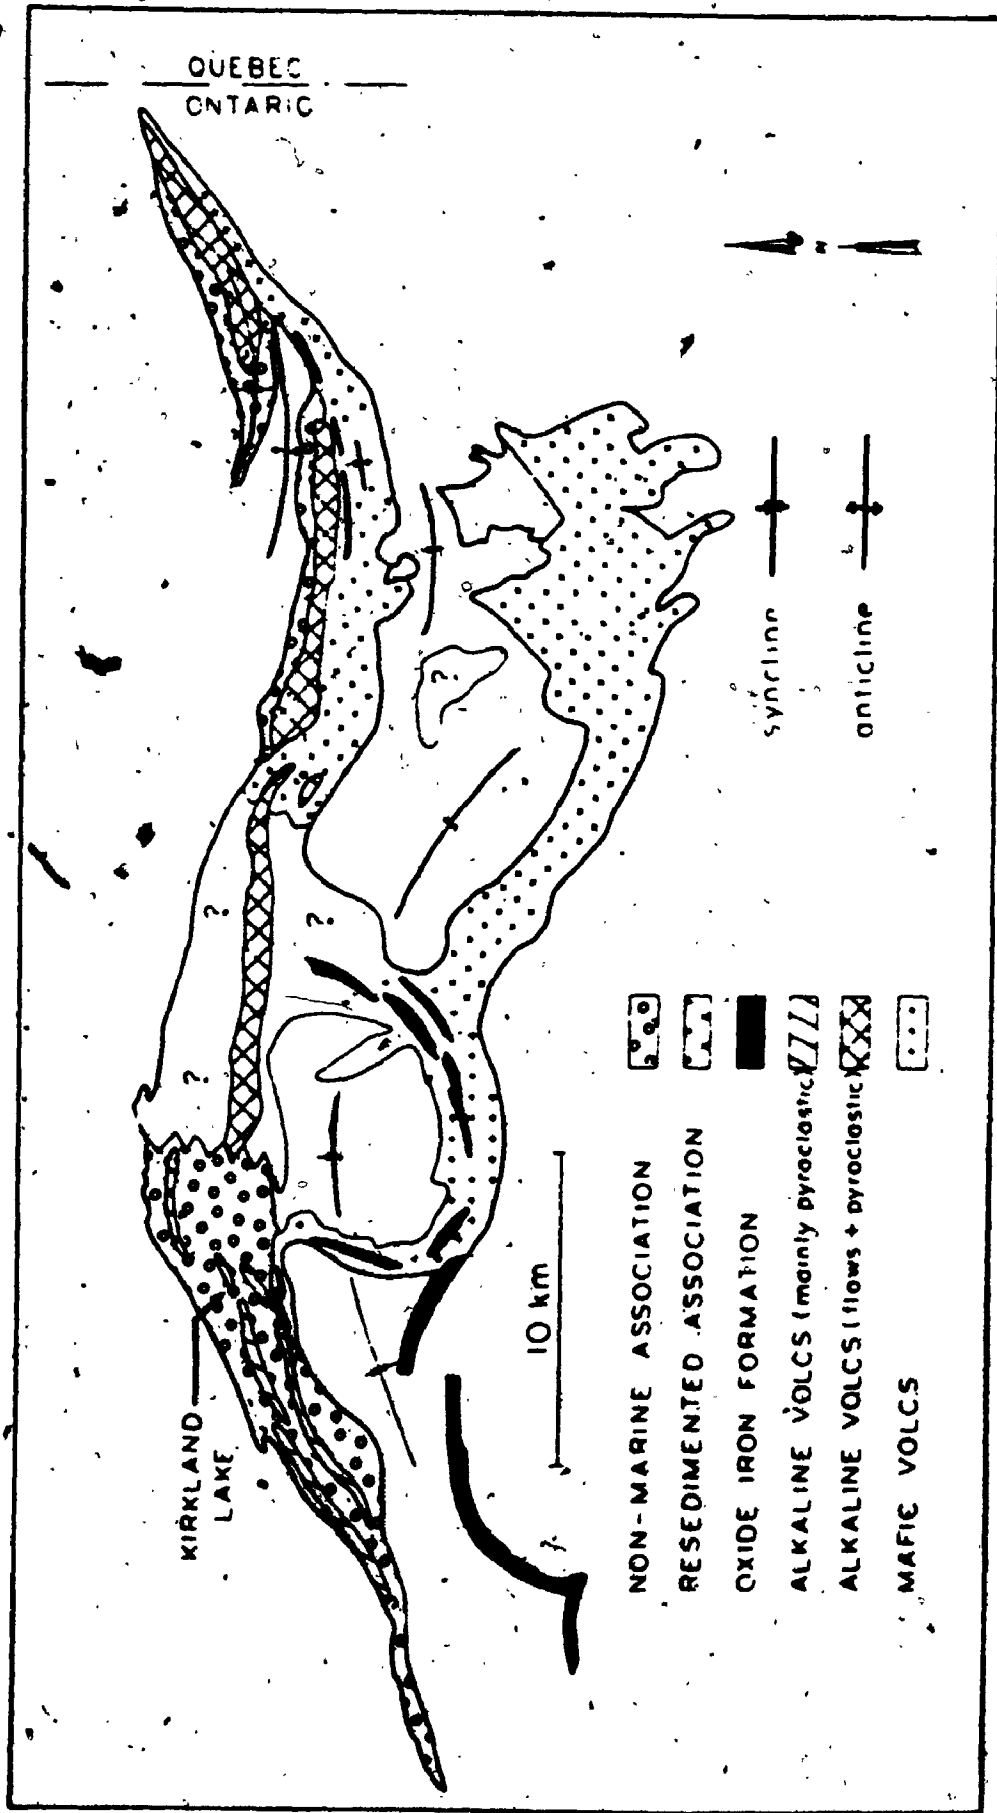 QUEBEC
ONTARIO
N
KIRKLAND
LAKE
?
?
?
?
?
10 km
syncline
anticline
NON-MARINE ASSOCIATION
RESEDIMENTED ASSOCIATION
OXIDE IRON FORMATION
ALKALINE VOLCS (mainly pyroclastic)
ALKALINE VOLCS (flows + pyroclastic)
MAFIE VOLCS